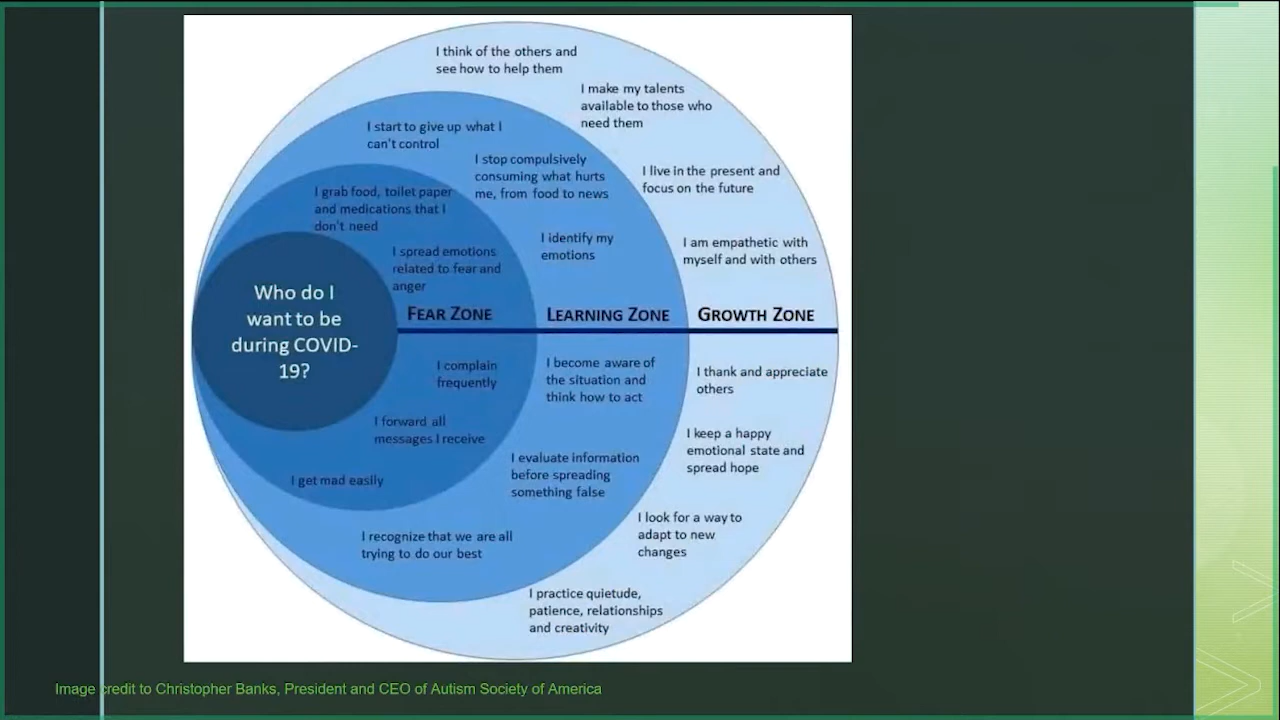 I think of the others and
see how to help them
I make my talents
available to those who
need them
I start to give up what I
can't control
I stop compulsively
consuming what hurts
me, from food to news
I live in the present and
focus on the future
I grab food, toilet paper
and medications that I
don't need
I identify my
emotions
I am empathetic with
myself and with others
I spread emotions
related to fear and
anger
Who do I
want to be
during COVID-
19?
FEAR ZONE
LEARNING ZONE
GROWTH ZONE
I complain
frequently
I become aware of
the situation and
think how to act
I thank and appreciate
others
I forward all
messages I receive
I keep a happy
emotional state and
spread hope
I get mad easily
I evaluate information
before spreading
something false
I look for a way to
adapt to new
changes
I recognize that we are all
trying to do our best
I practice quietude,
patience, relationships
and creativity
Image credit to Christopher Banks, President and CEO of Autism Society of America